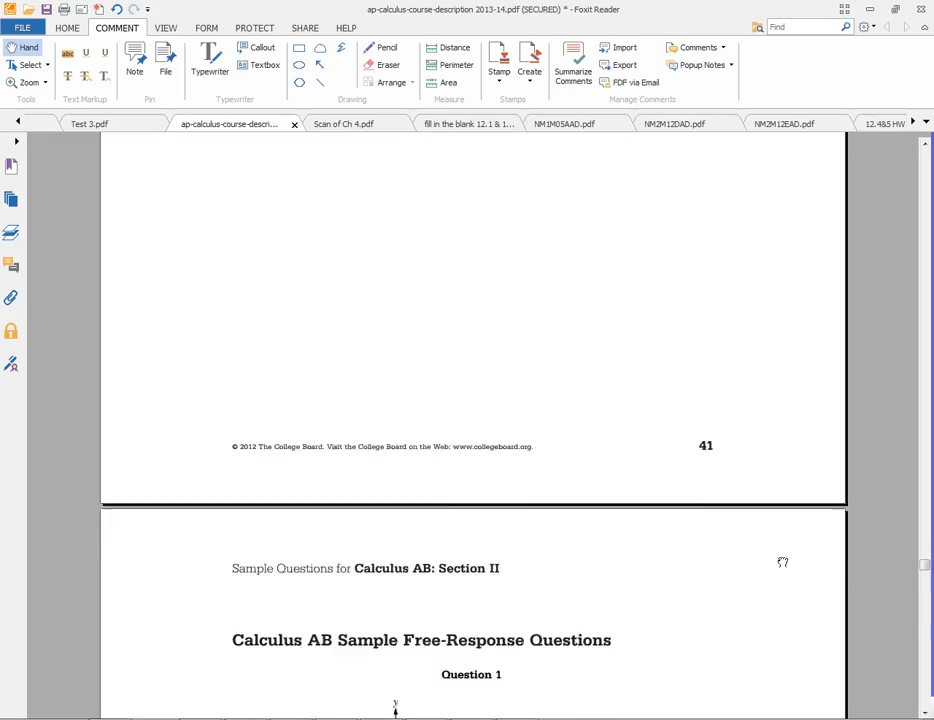 ap-calculus-course-description 2013-14.pdf (SECURED) * - Foxit Reader
FILE HOME COMMENT VIEW FORM PROTECT SHARE HELP Find
Hand Callout Pencil Distance Import Comments
Select Note File Typewriter Textbox Eraser Perimeter Stamp Create Summarize Comments Export Popup Notes
Zoom Arrange Area FDF via Email
Tools Text Markup Pin Typewriter Drawing Measure Stamps Manage Comments
Test 3.pdf ap-calculus-course-descri... Scan of Ch 4.pdf fill in the blank 12.1 & 1... NM1M05AAD.pdf NM2M12DAD.pdf NM2M12EAD.pdf 12.4&5 HW
© 2012 The College Board. Visit the College Board on the Web: www.collegeboard.org. 41
Sample Questions for Calculus AB: Section II
Calculus AB Sample Free-Response Questions
Question 1
y